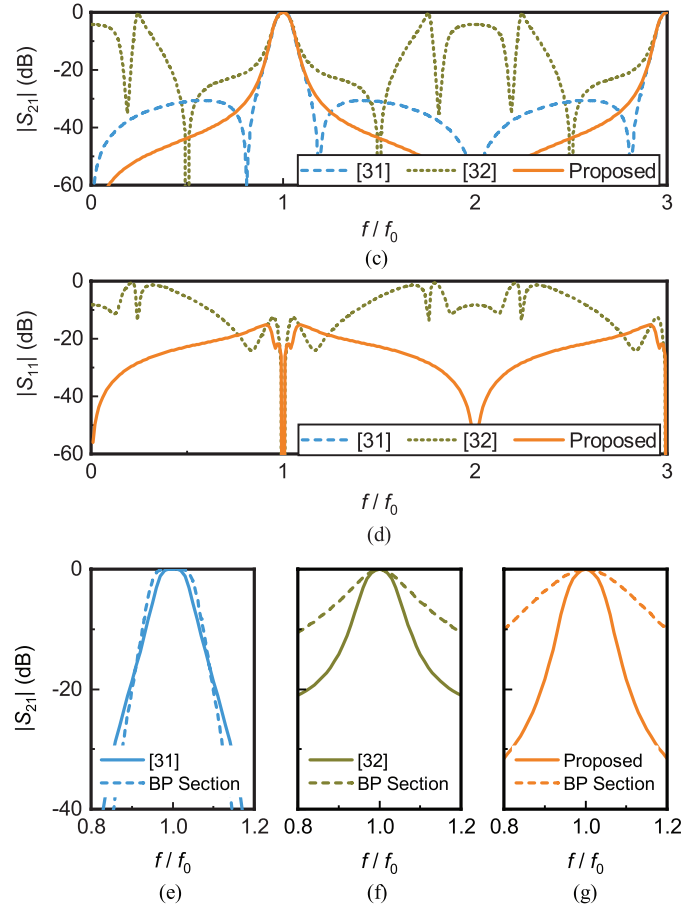 0
-20
-40
-60
|S21| (dB)
[31] [32] Proposed
0 1 2 3
f / f0
(c)
0
-20
-40
-60
|S11| (dB)
[31] [32] Proposed
0 1 2 3
f / f0
(d)
0
-20
-40
|S21| (dB)
[31]
BP Section
0.8 1.0 1.2
f / f0
(e)
[32]
BP Section
0.8 1.0 1.2
f / f0
(f)
Proposed
BP Section
0.8 1.0 1.2
f / f0
(g)